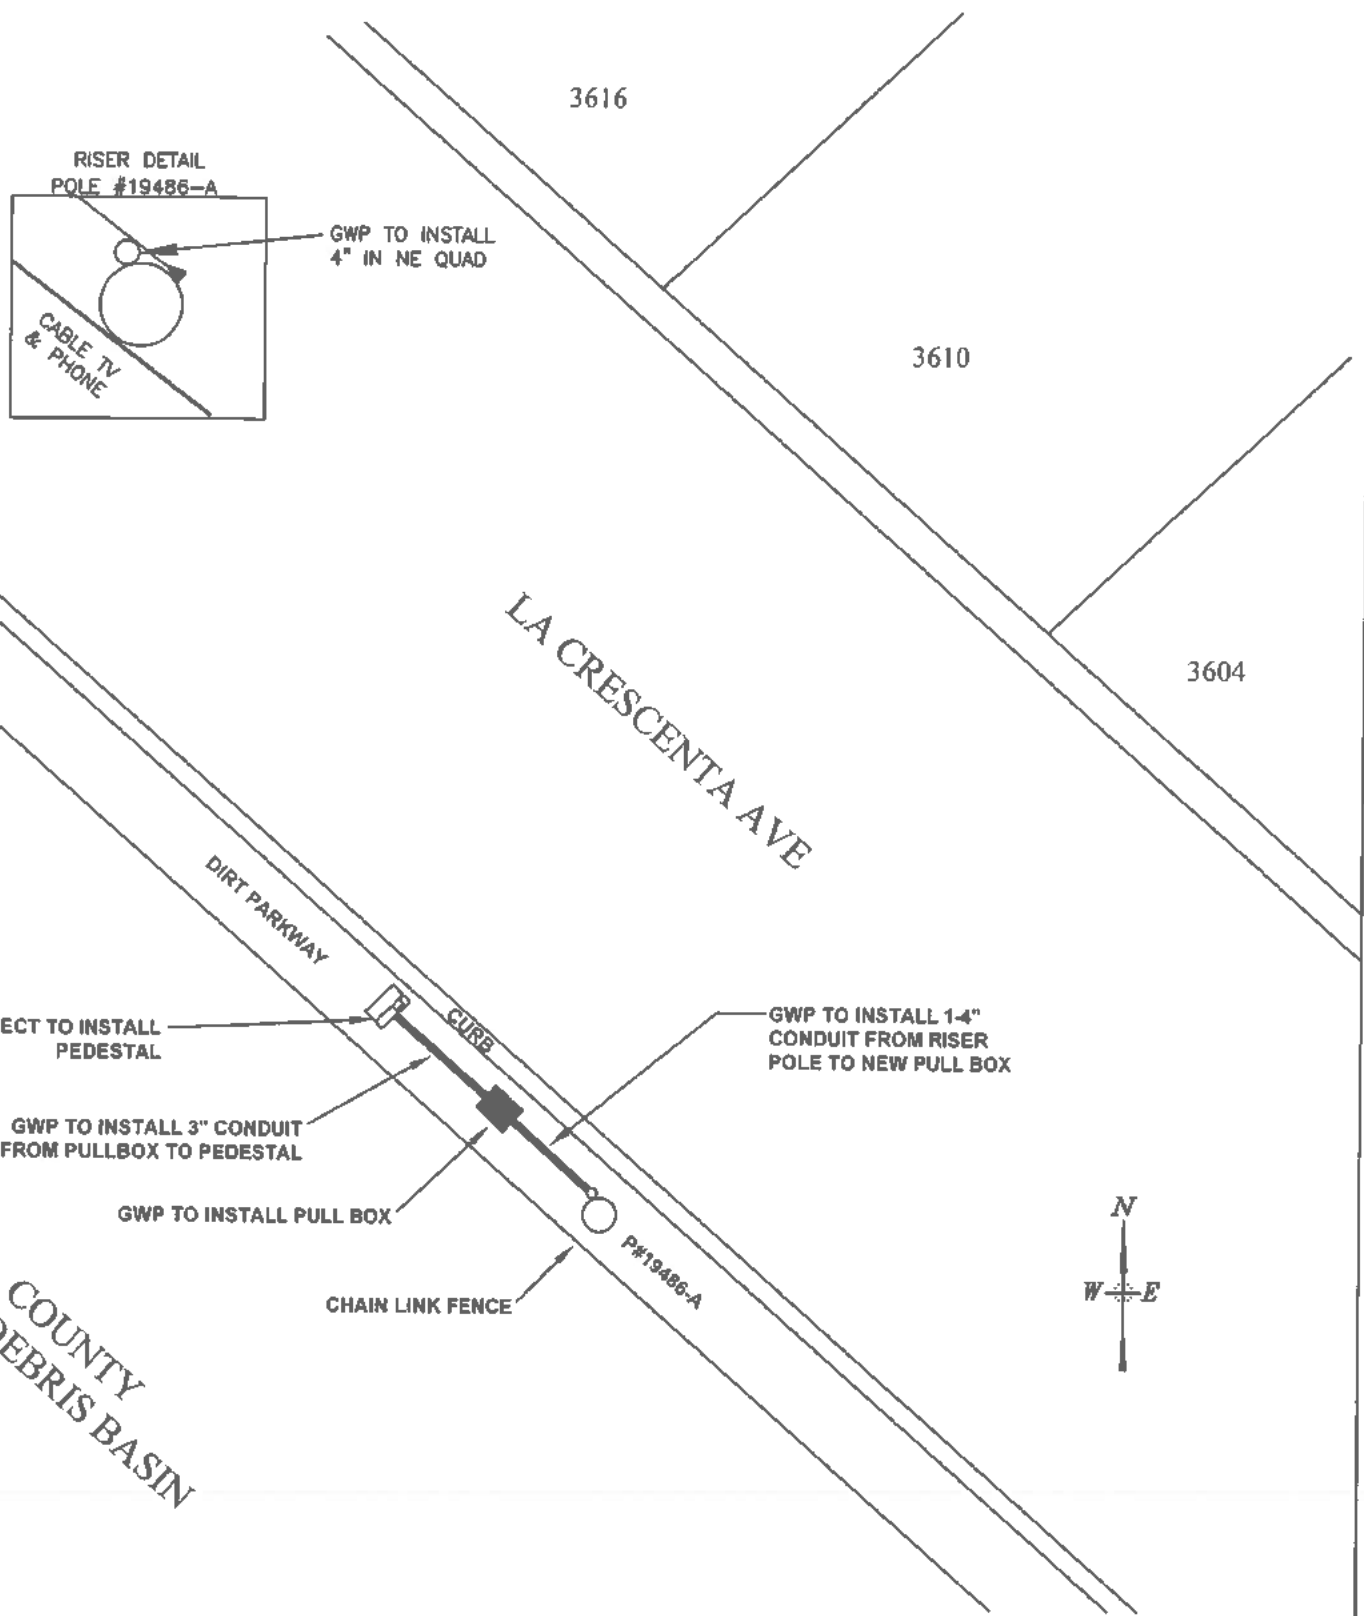 3616
RISER DETAIL
POLE #19486-A
GWP TO INSTALL
4" IN NE QUAD
CABLE TV
& PHONE
3610
LA CRESCENTA AVE
3604
DIRT PARKWAY
CURB
ECT TO INSTALL
PEDESTAL
GWP TO INSTALL 1-4"
CONDUIT FROM RISER
POLE TO NEW PULL BOX
GWP TO INSTALL 3" CONDUIT
FROM PULLBOX TO PEDESTAL
GWP TO INSTALL PULL BOX
P#19486-A
CHAIN LINK FENCE
N
W E
COUNTY
DEBRIS BASIN